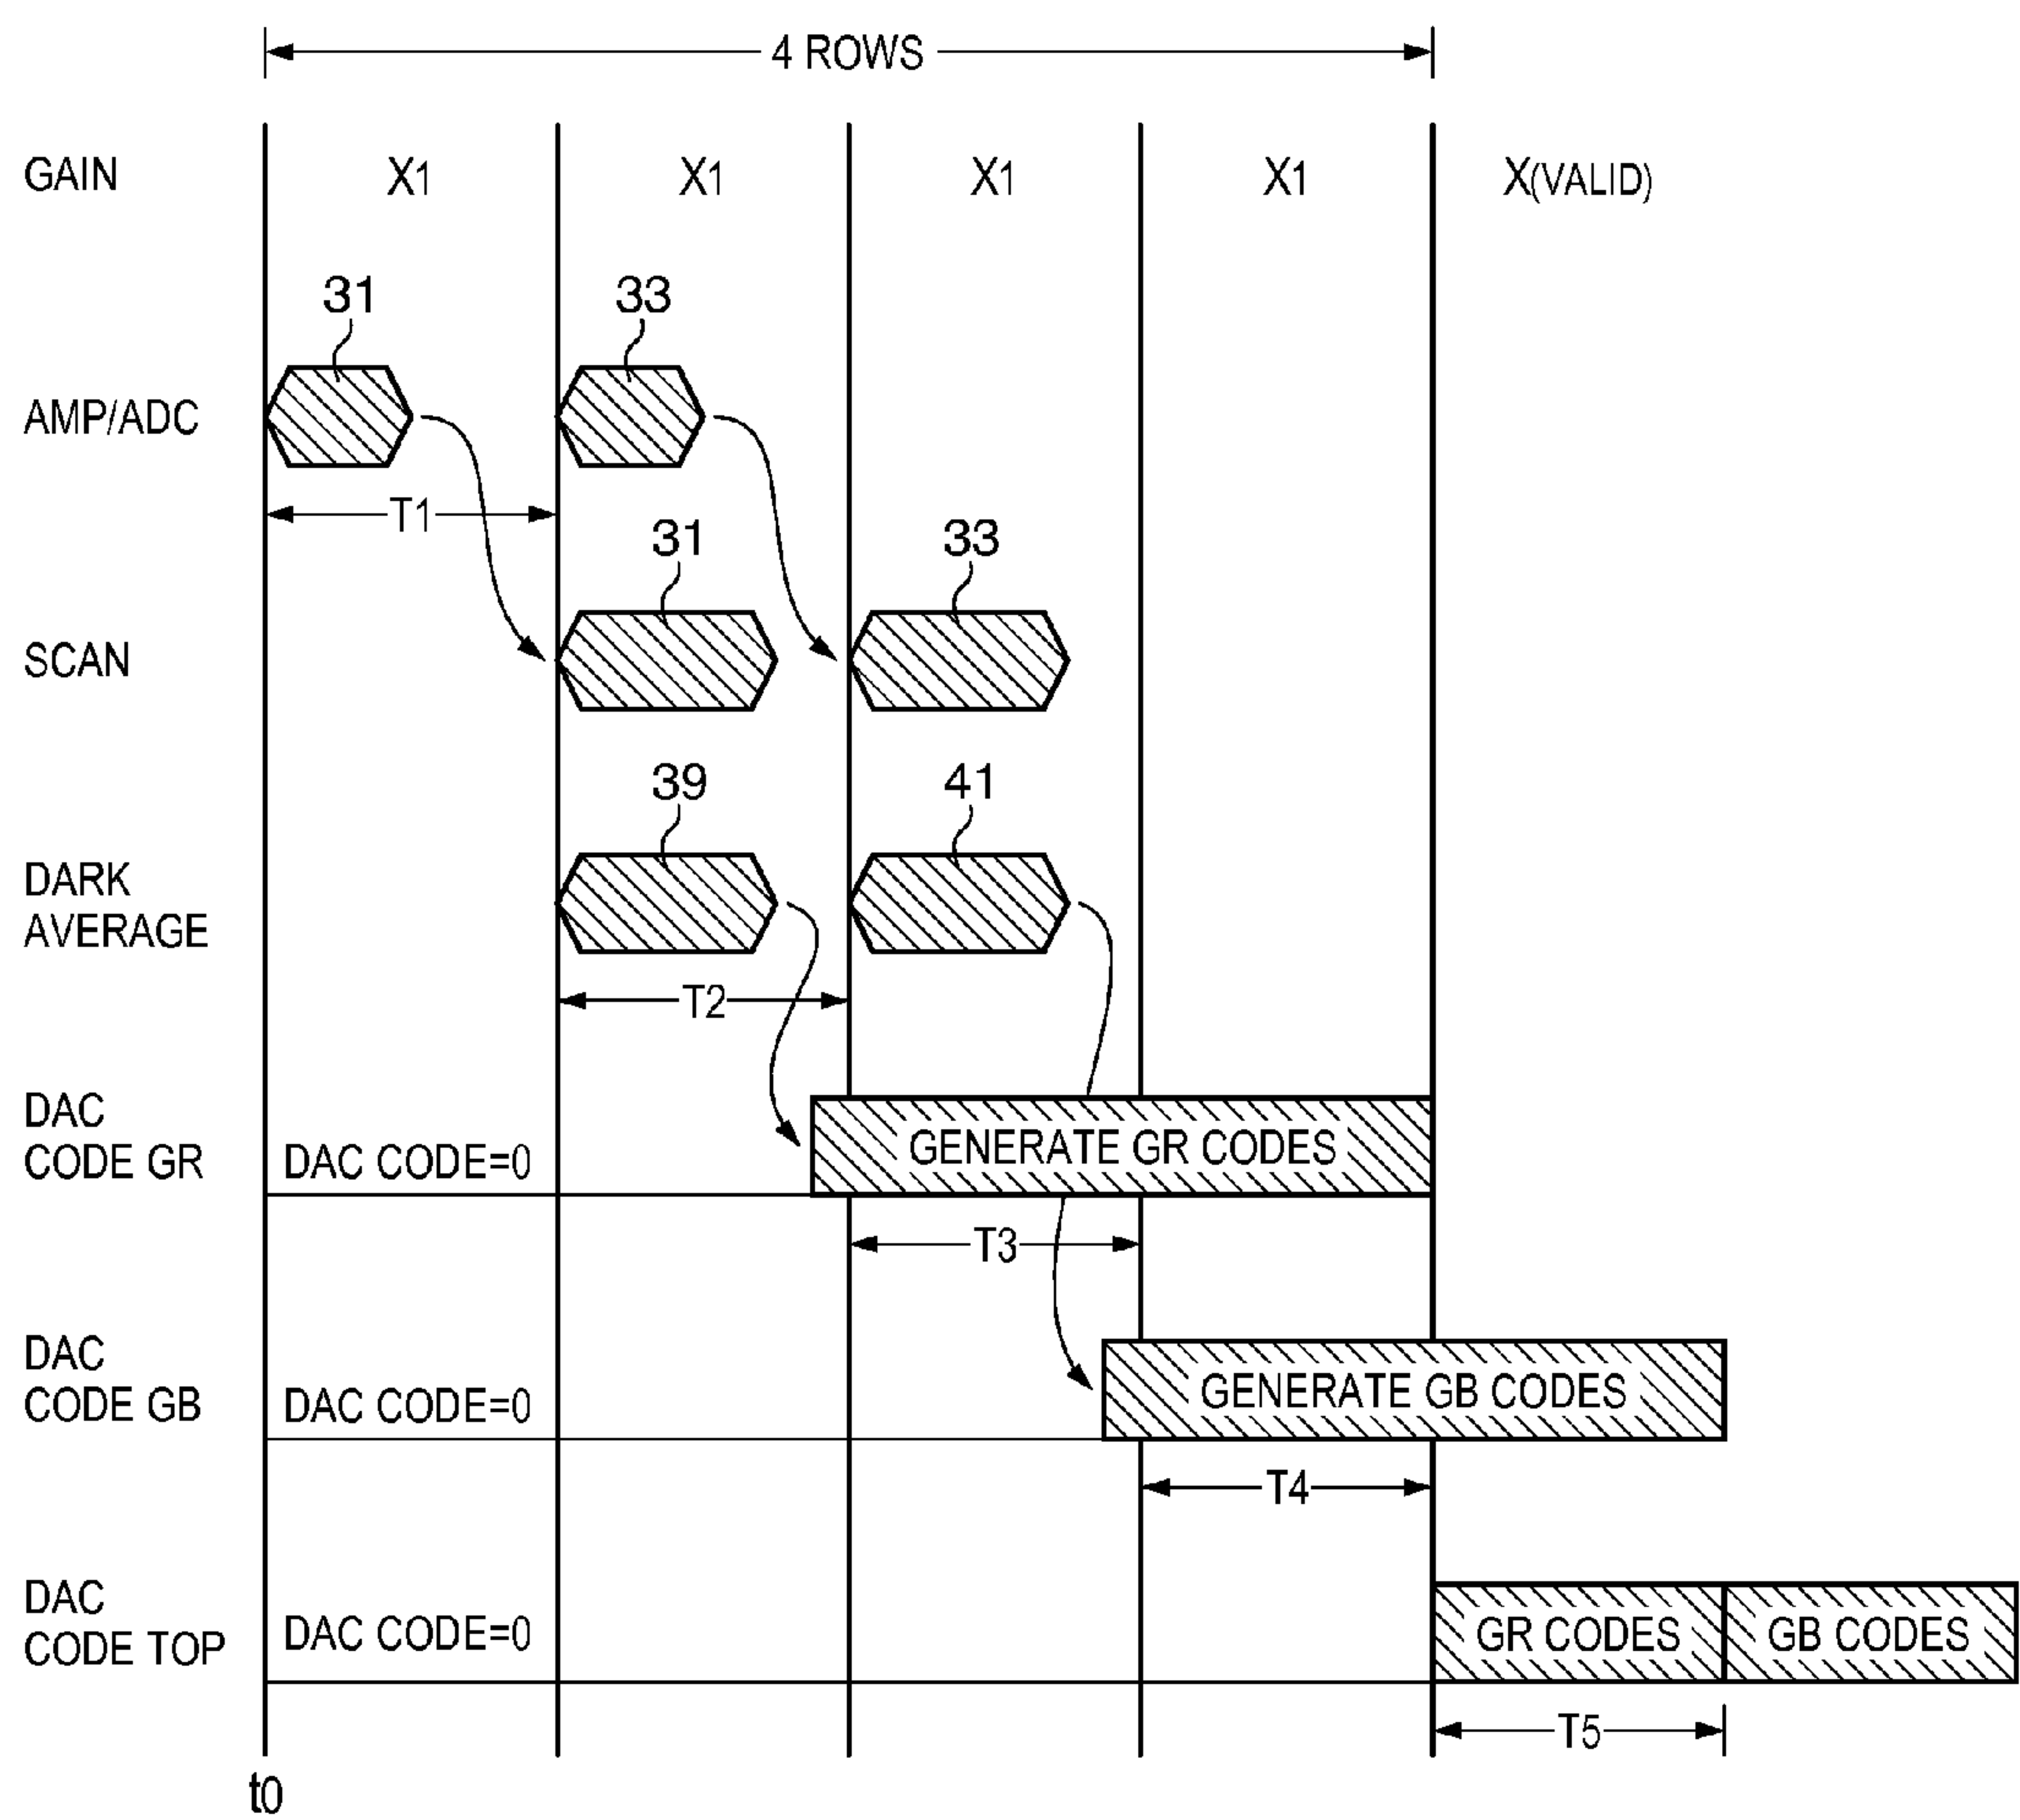 4 ROWS
GAIN X1 X1 X1 X1 X(VALID)
31 33
AMP/ADC
T1
31 33
SCAN
39 41
DARK
AVERAGE
T2
DAC
CODE GR DAC CODE=0 GENERATE GR CODES
T3
DAC
CODE GB DAC CODE=0 GENERATE GB CODES
T4
DAC
CODE TOP DAC CODE=0 GR CODES GB CODES
T5
t0